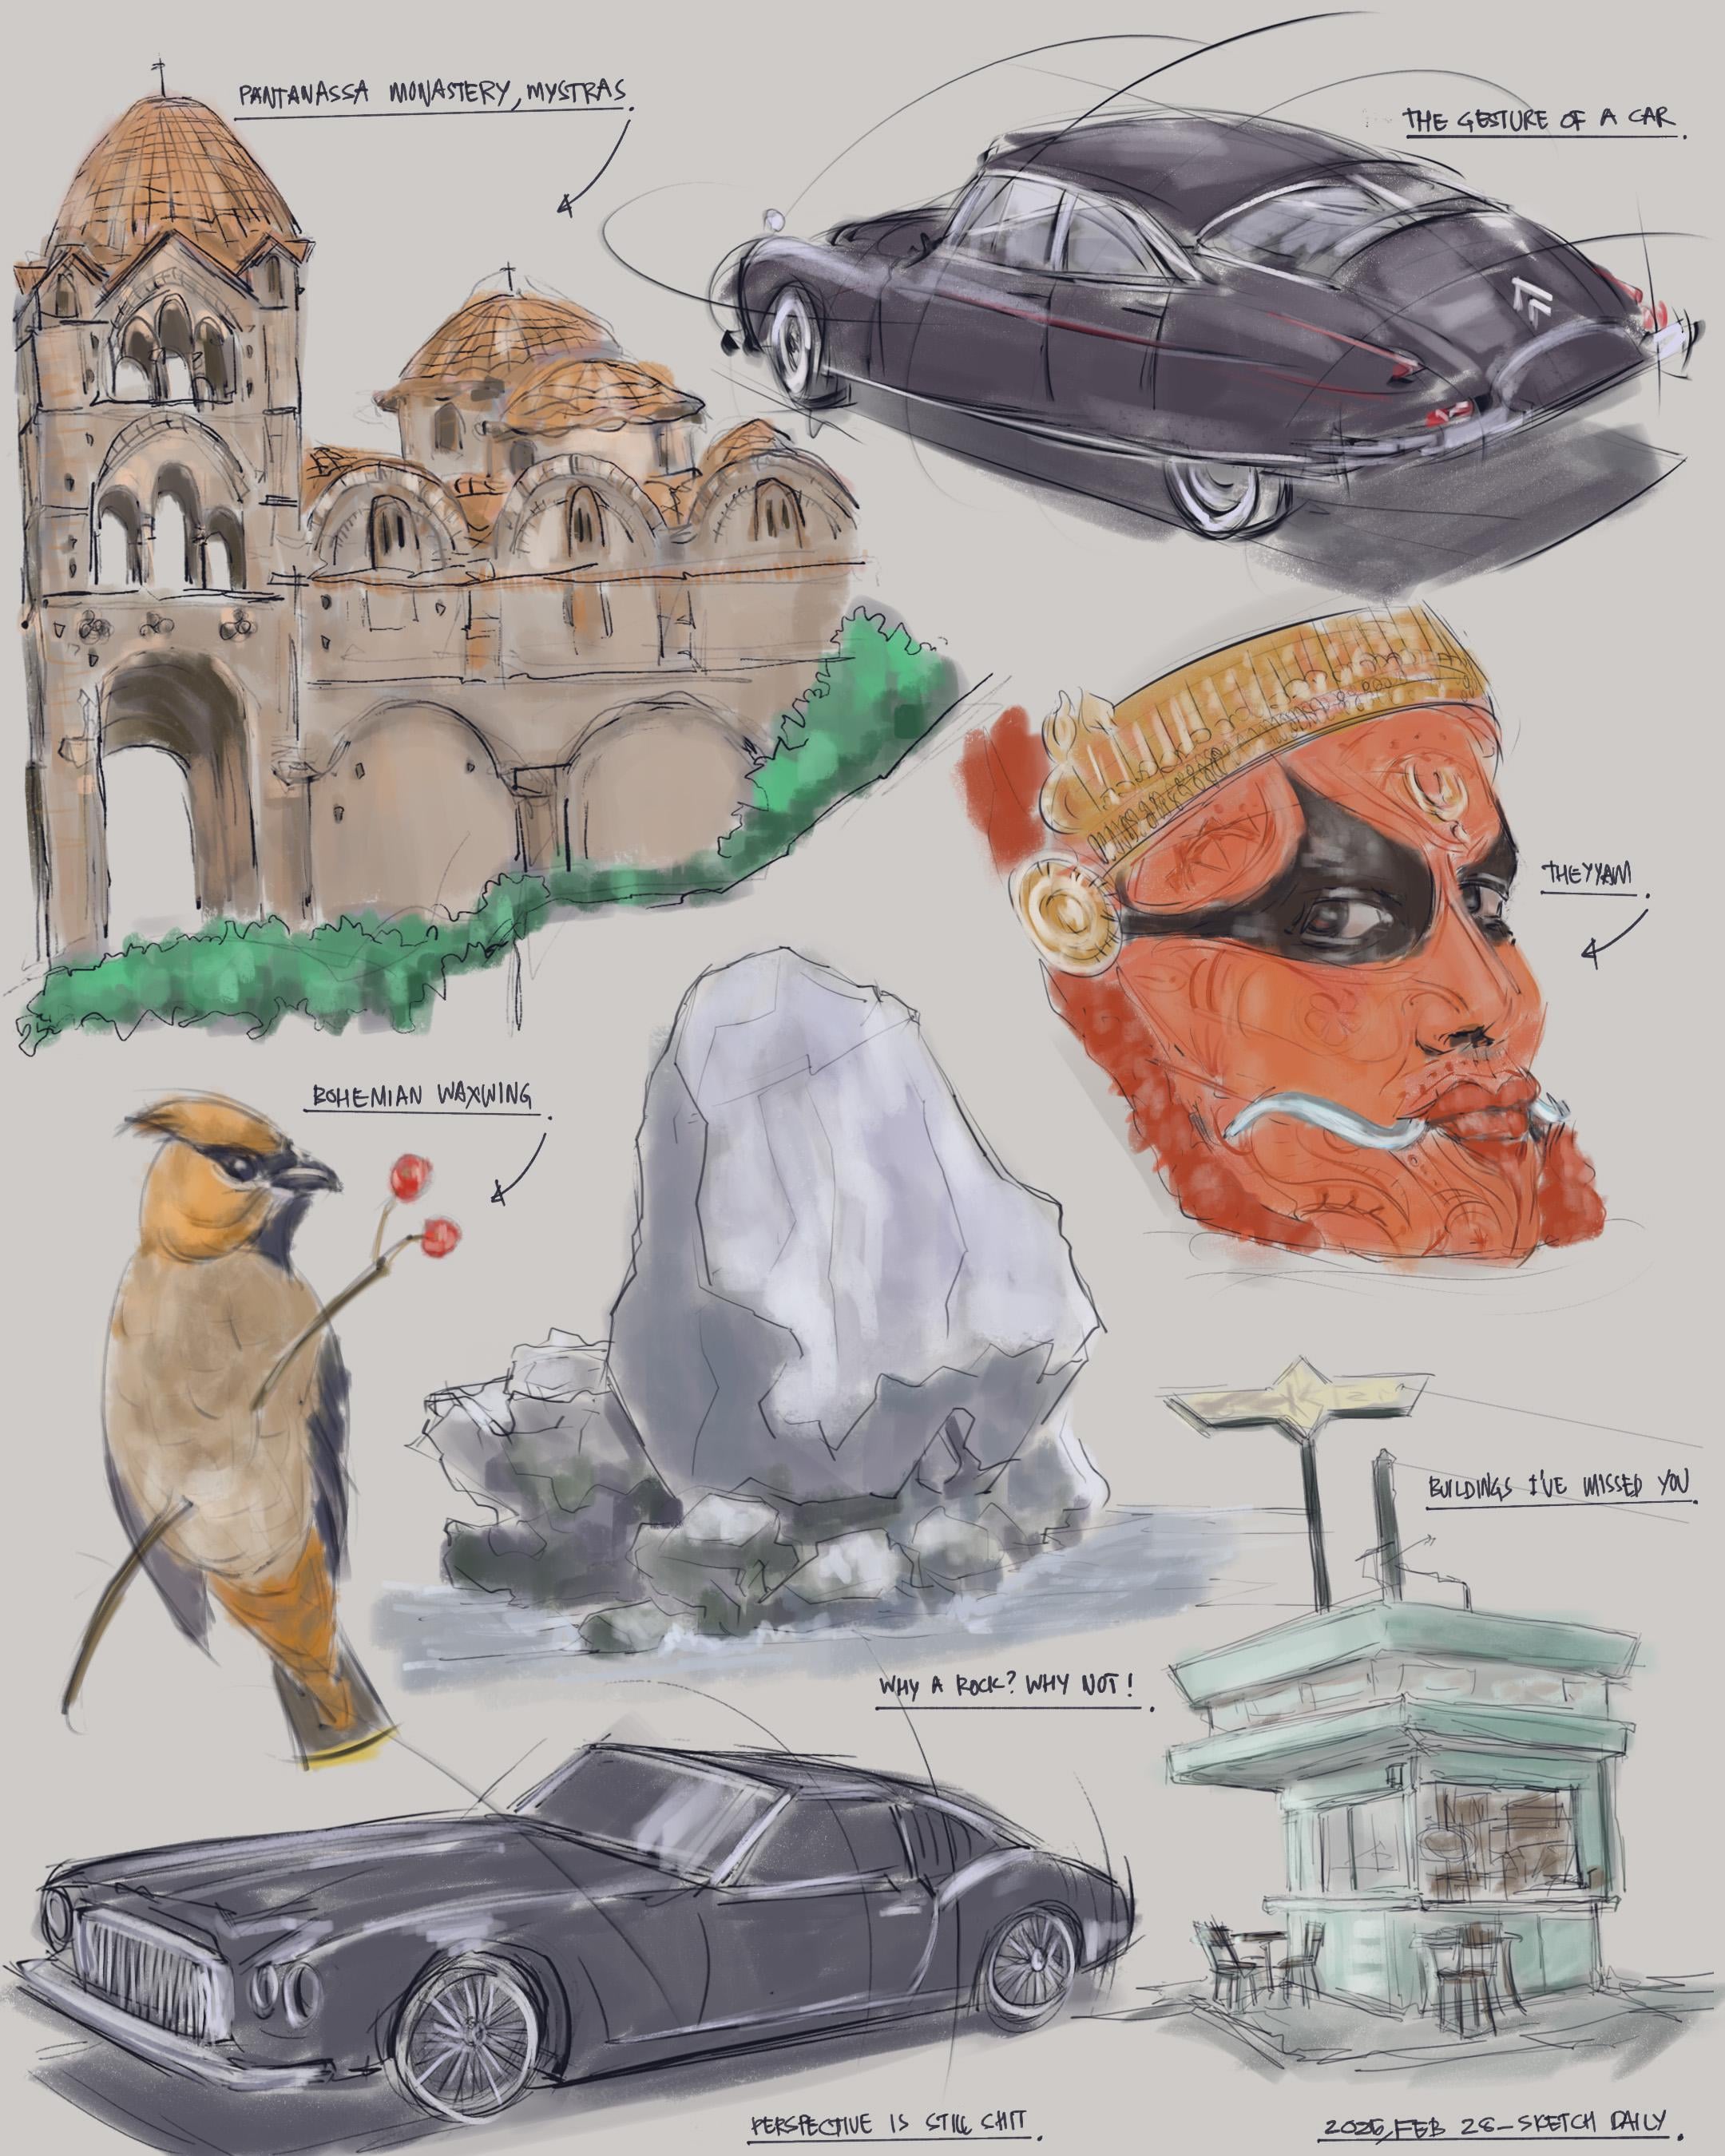 PANTANASSA MONASTERY, MYSTRAS.
THE GESTURE OF A CAR.
THEYYAM.
BOHEMIAN WAXWING.
BUILDINGS I'VE MISSED YOU.
WHY A ROCK? WHY NOT!.
PERSPECTIVE IS STILL SHIT.
FEB 28-SKETCH DAILY.